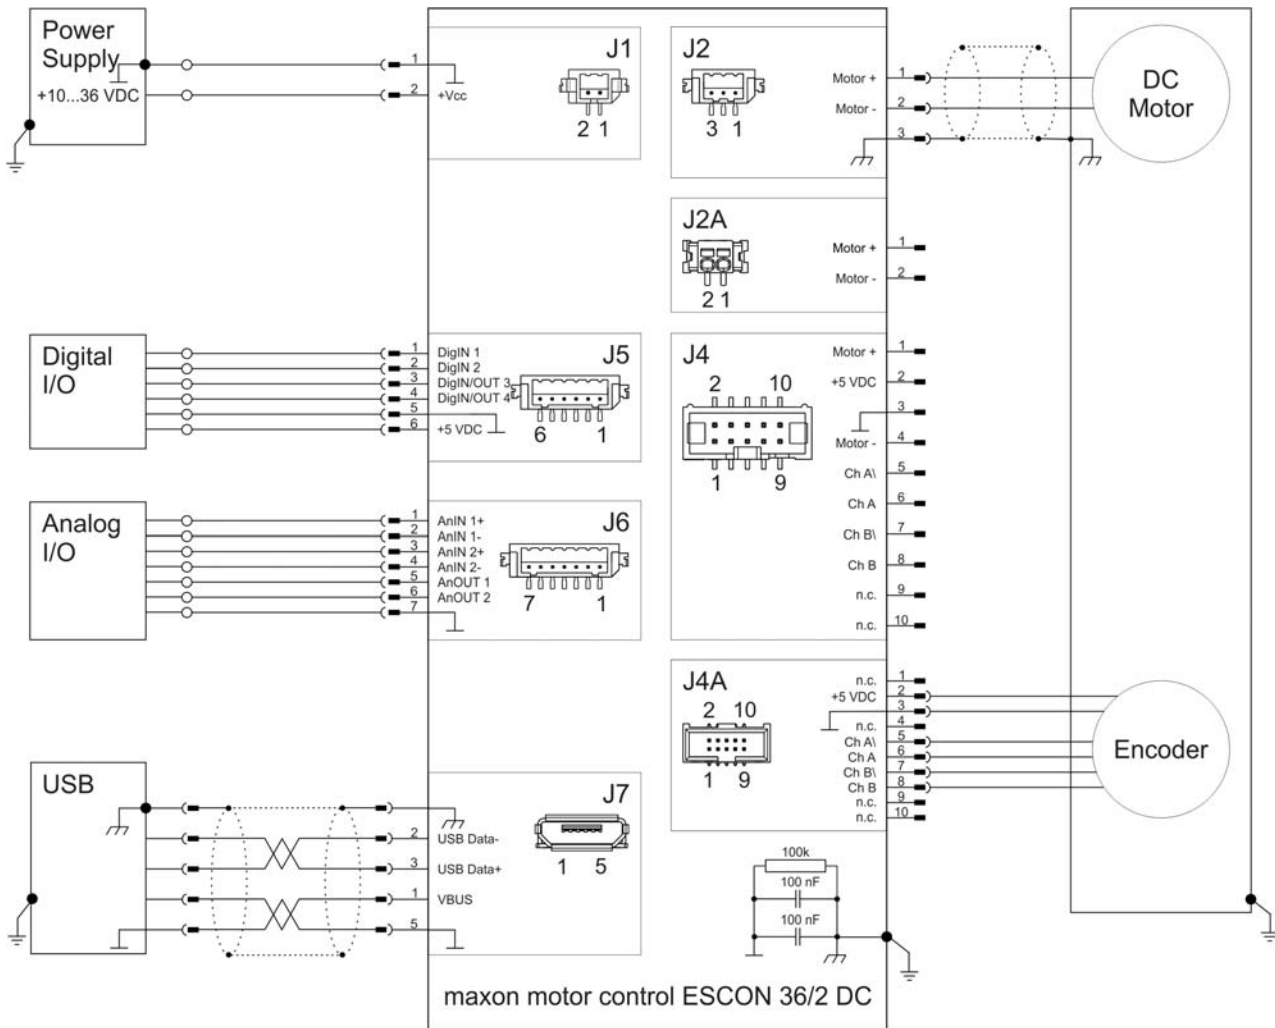 Power
Supply
+10...36 VDC
1
2
+Vcc
J1
2 1
J2
3 1
Motor +
1
Motor -
2
3
DC
Motor
J2A
2 1
Motor +
1
Motor -
2
Digital
I/O
1
DigIN 1
2
DigIN 2
3
DigIN/OUT 3
4
DigIN/OUT 4
5
6
+5 VDC
J5
6 1
J4
2 10
1 9
Motor +
1
+5 VDC
2
3
Motor -
4
Ch A\
5
Ch A
6
Ch B\
7
Ch B
8
n.c.
9
n.c.
10
Analog
I/O
1
AnIN 1+
2
AnIN 1-
3
AnIN 2+
4
AnIN 2-
5
AnOUT 1
6
AnOUT 2
7
J6
7 1
J4A
2 10
1 9
n.c.
1
+5 VDC
2
3
n.c.
4
Ch A\
5
Ch A
6
Ch B\
7
Ch B
8
n.c.
9
n.c.
10
Encoder
USB
2
USB Data-
3
USB Data+
1
VBUS
5
J7
1 5
100k
100 nF
100 nF
maxon motor control ESCON 36/2 DC